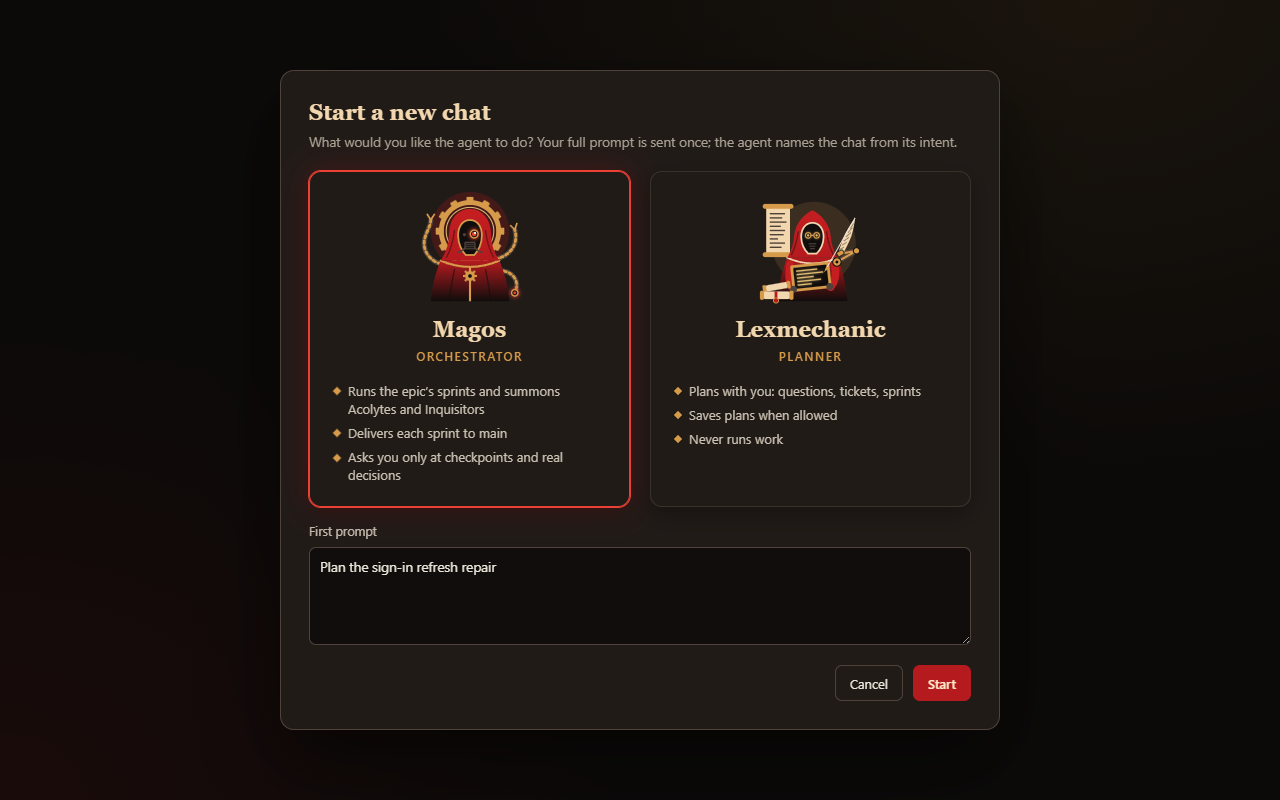 Start a new chat
What would you like the agent to do? Your full prompt is sent once; the agent names the chat from its intent.
Magos
ORCHESTRATOR
Runs the epic's sprints and summons
Acolytes and Inquisitors
Delivers each sprint to main
Asks you only at checkpoints and real
decisions
Lexmechanic
PLANNER
Plans with you: questions, tickets, sprints
Saves plans when allowed
Never runs work
First prompt
Plan the sign-in refresh repair
Cancel
Start